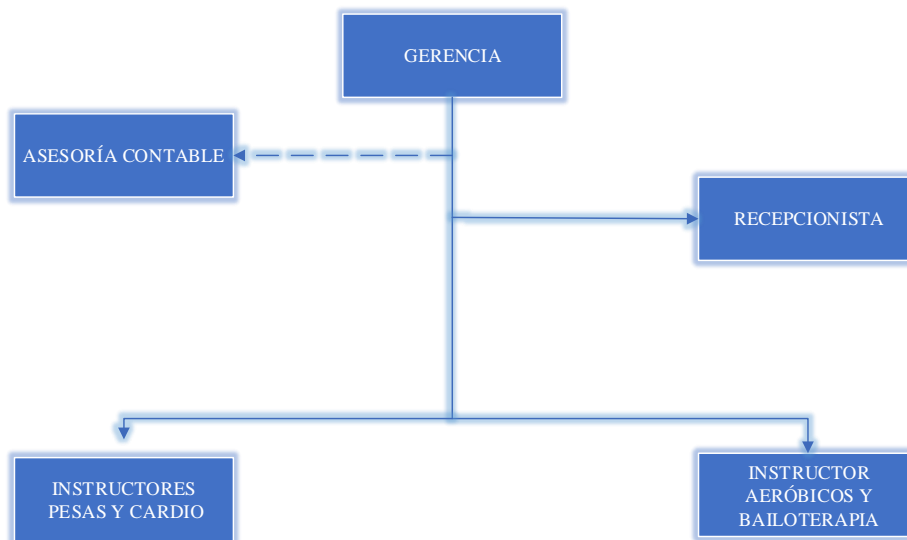 GERENCIA
ASESORÍA CONTABLE
RECEPCIONISTA
INSTRUCTORES
PESAS Y CARDIO
INSTRUCTOR
AERÓBICOS Y
BAILOTERAPIA